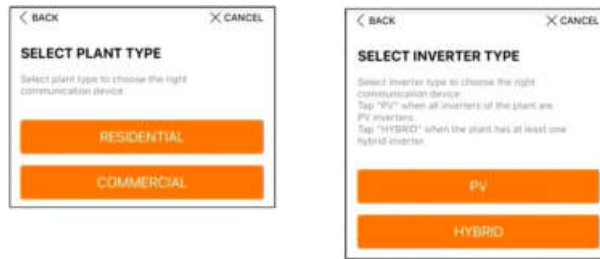 < BACK
X CANCEL
SELECT PLANT TYPE
Select plant type to choose the right
communication device.
RESIDENTIAL
COMMERCIAL
< BACK
X CANCEL
SELECT INVERTER TYPE
Select inverter type to choose the right
communication device.
Tap "PV" when all inverters of the plant are
PV inverters.
Tap "HYBRID" when the plant has at least one
hybrid inverter.
PV
HYBRID